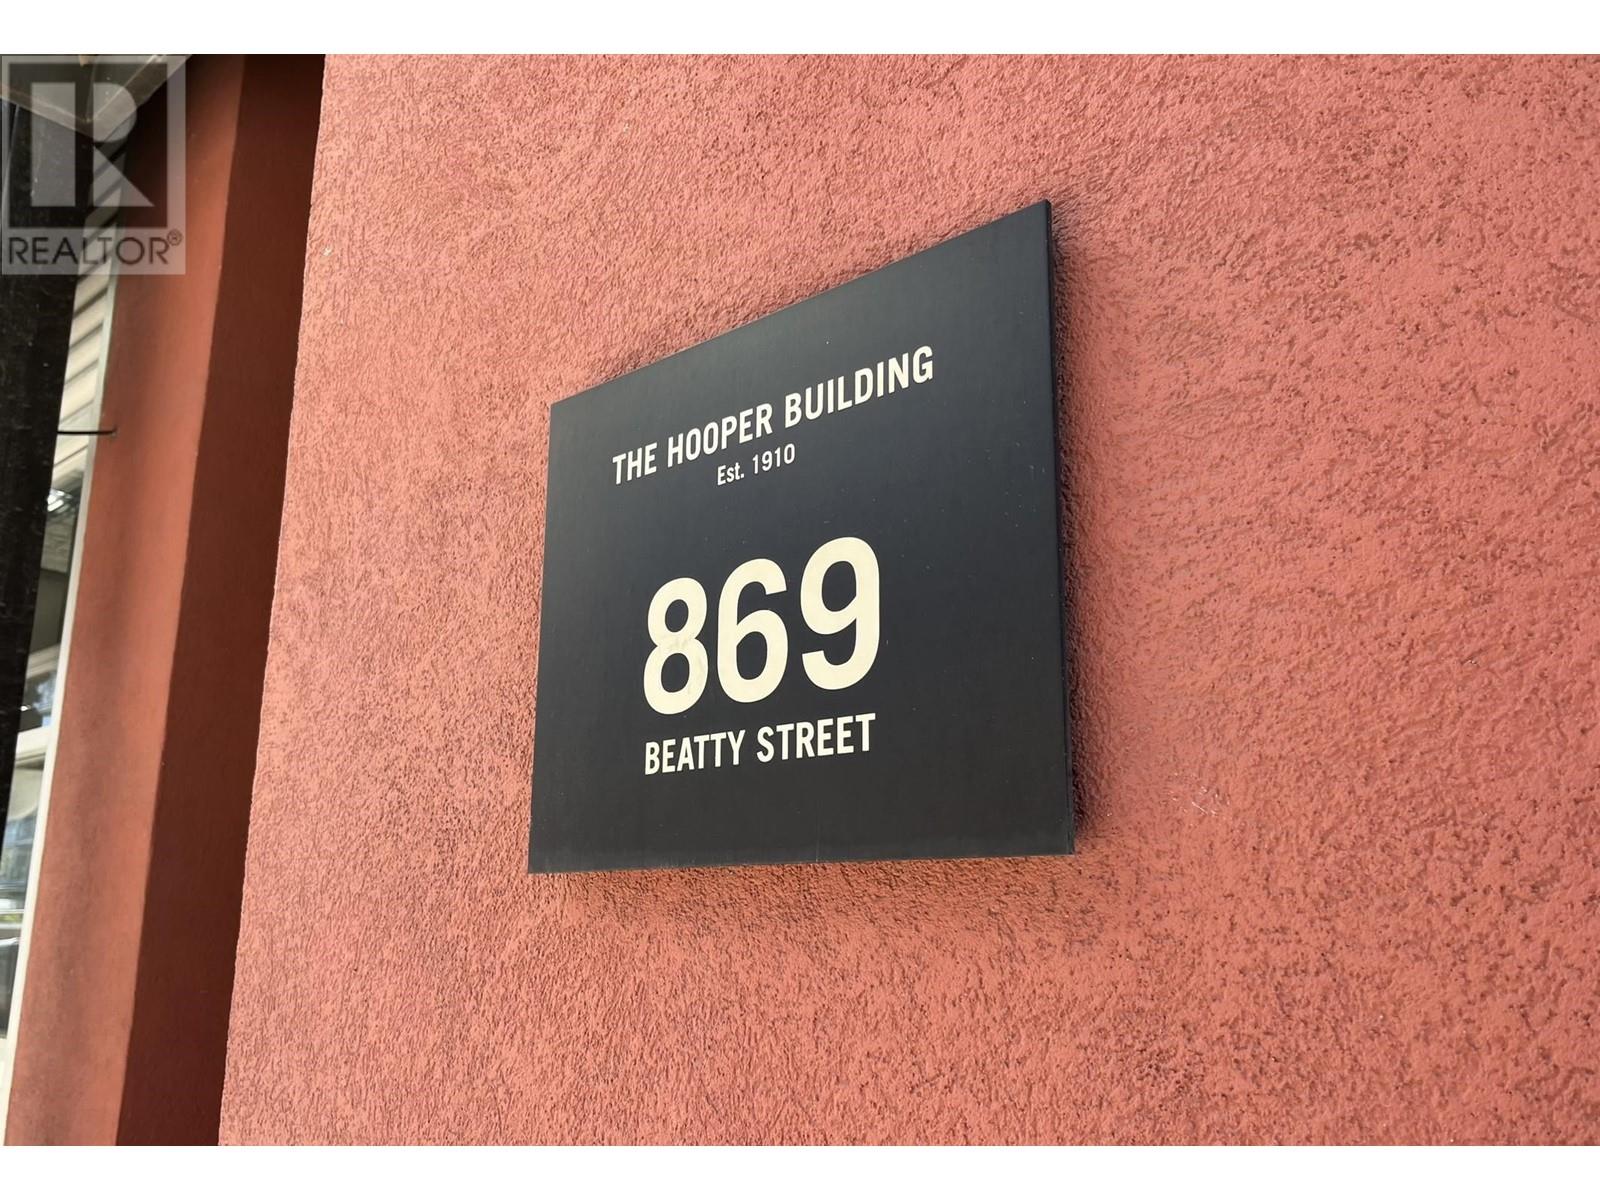 REALTOR®
THE HOOPER BUILDING
Est. 1910
869
BEATTY STREET